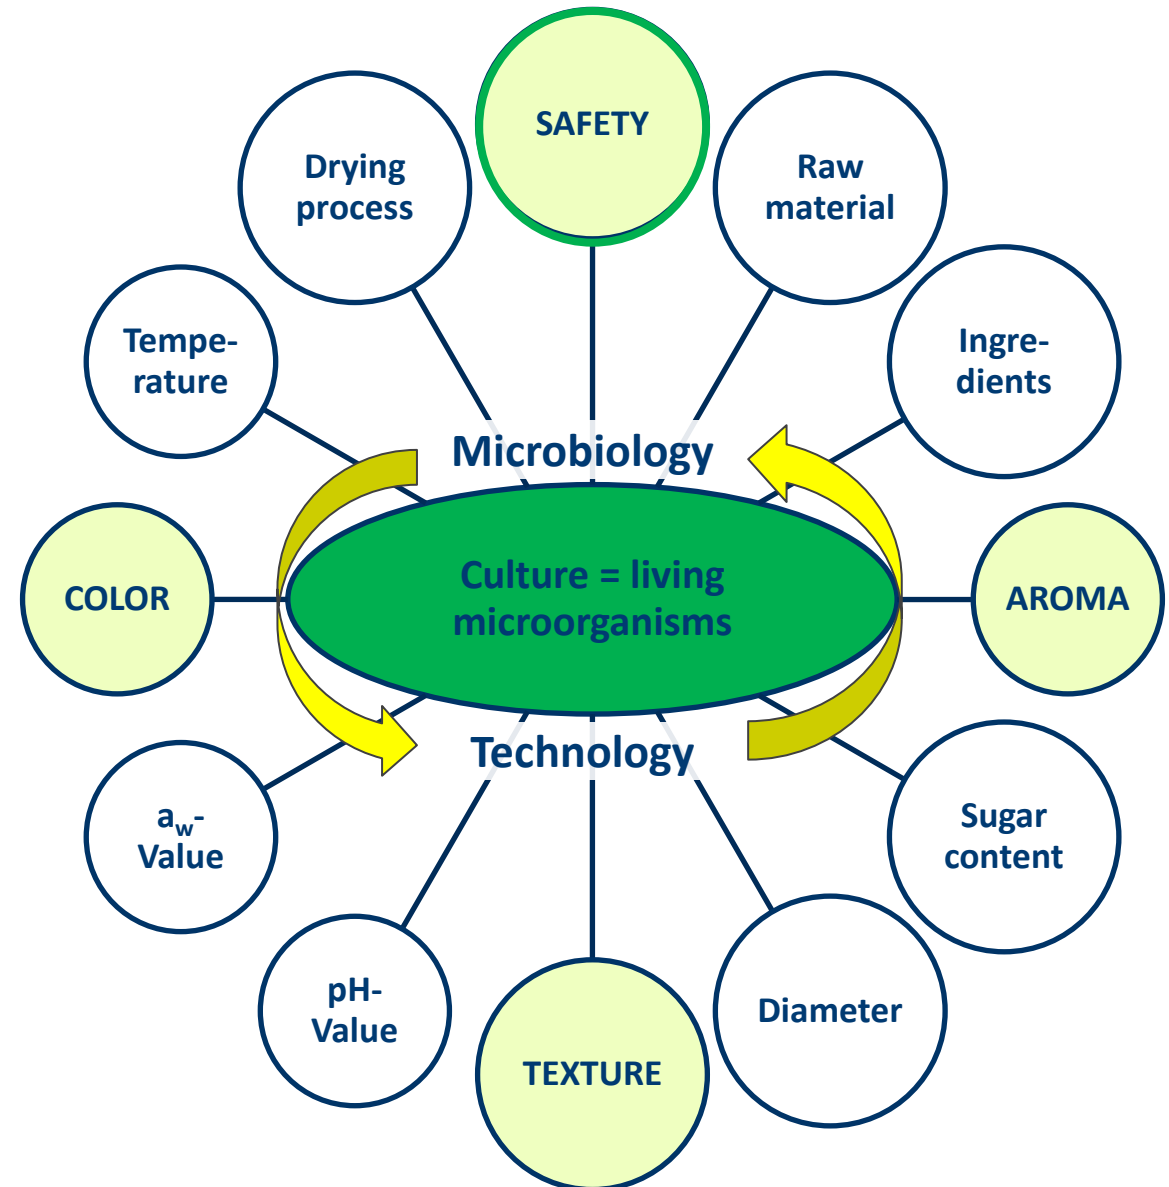 SAFETY
Drying
process
Raw
material
Tempe-
rature
Ingre-
dients
Microbiology
Culture = living
microorganisms
COLOR
AROMA
Technology
aw-
Value
Sugar
content
pH-
Value
Diameter
TEXTURE